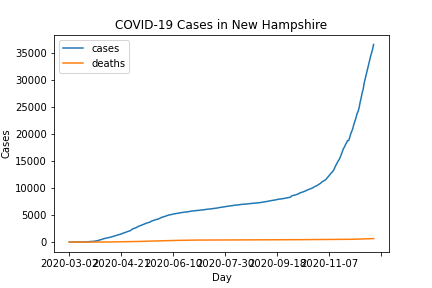 COVID-19 Cases in New Hampshire
cases
deaths
35000
30000
25000
20000
15000
10000
5000
0
Cases
2020-03-02 2020-04-21 2020-06-10 2020-07-30 2020-09-18 2020-11-07
Day